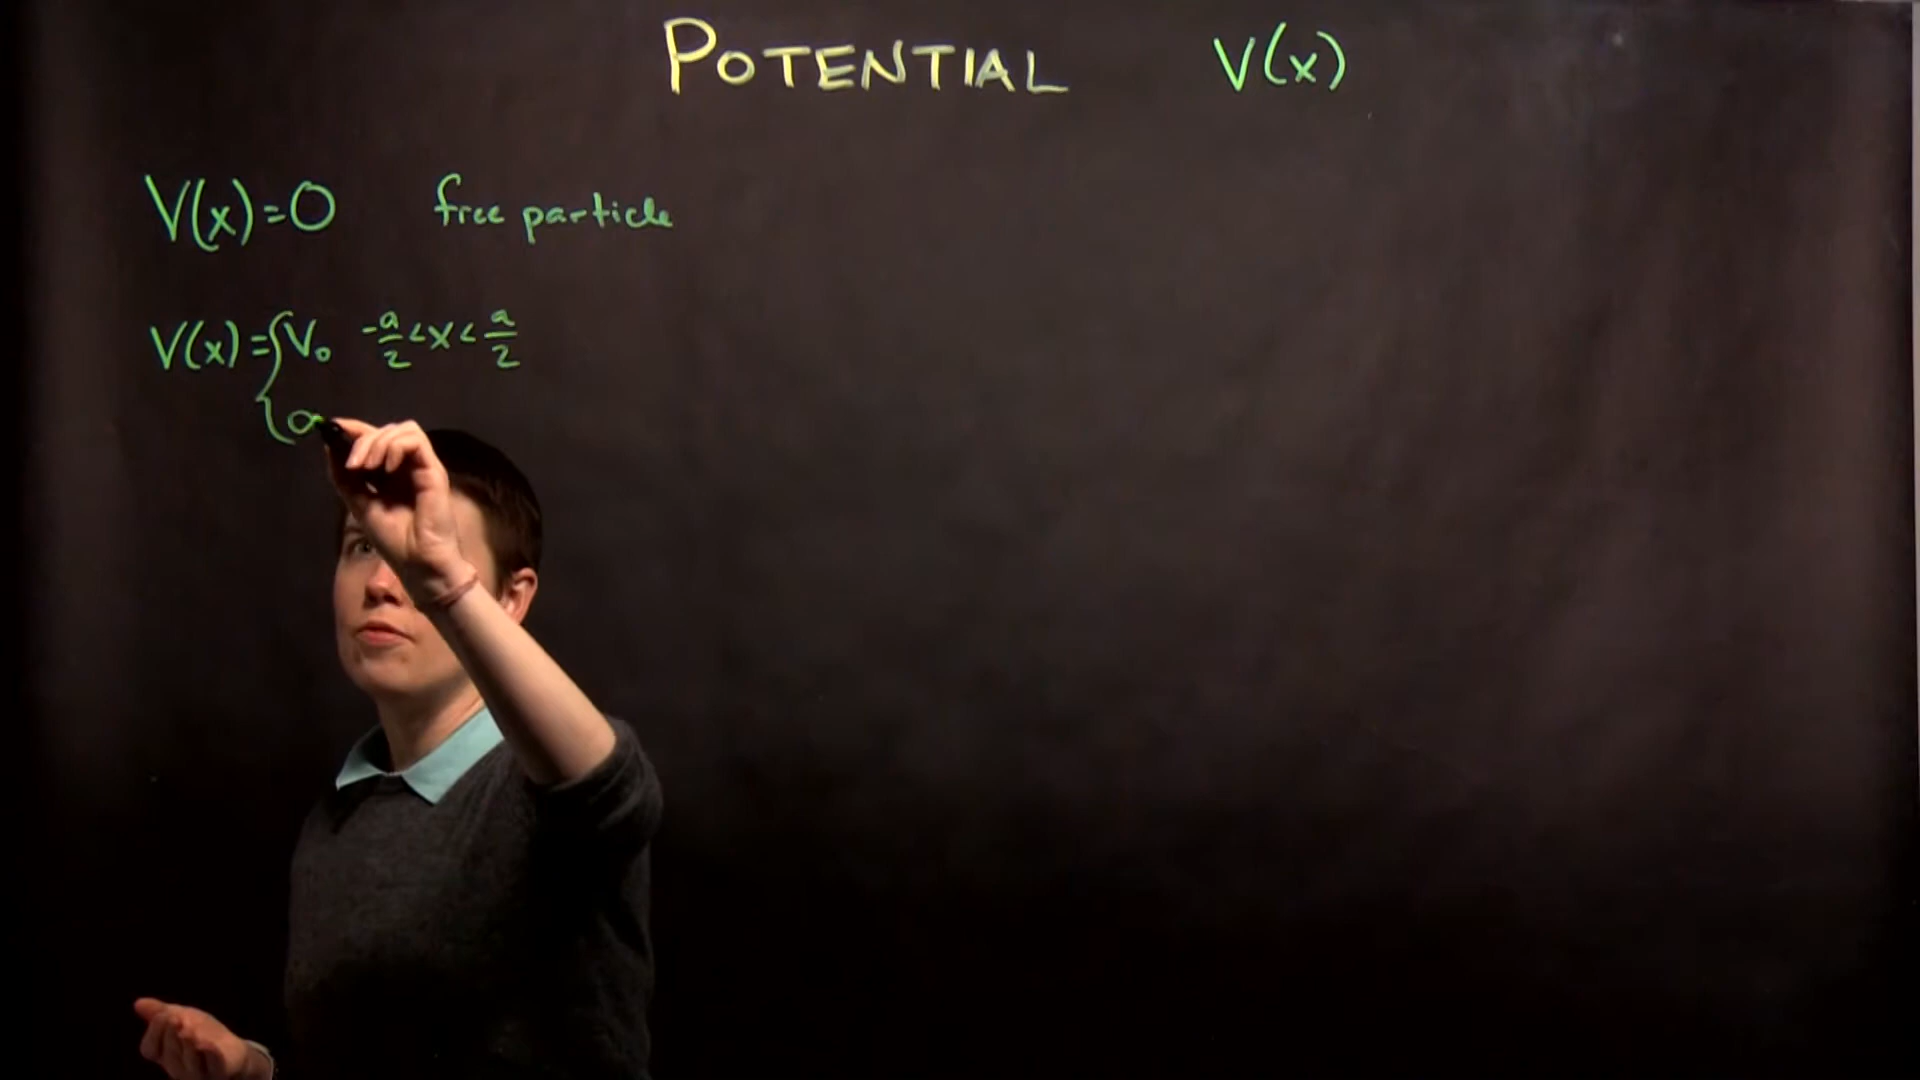 POTENTIAL V(x)
V(x)=0 free particle
V(x)={V₀ -a/2<x<a/2